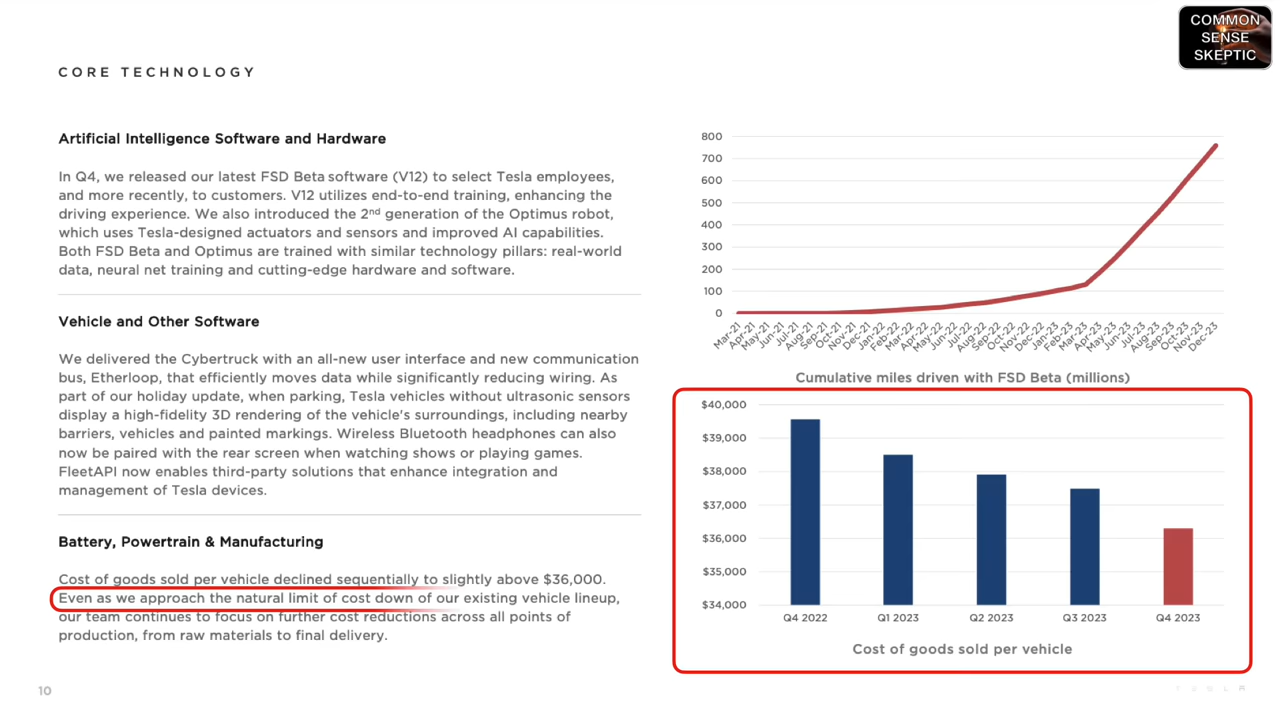 COMMON
SENSE
SKEPTIC
CORE TECHNOLOGY
Artificial Intelligence Software and Hardware
In Q4, we released our latest FSD Beta software (V12) to select Tesla employees,
and more recently, to customers. V12 utilizes end-to-end training, enhancing the
driving experience. We also introduced the 2nd generation of the Optimus robot,
which uses Tesla-designed actuators and sensors and improved AI capabilities.
Both FSD Beta and Optimus are trained with similar technology pillars: real-world
data, neural net training and cutting-edge hardware and software.
Vehicle and Other Software
We delivered the Cybertruck with an all-new user interface and new communication
bus, Etherloop, that efficiently moves data while significantly reducing wiring. As
part of our holiday update, when parking, Tesla vehicles without ultrasonic sensors
display a high-fidelity 3D rendering of the vehicle's surroundings, including nearby
barriers, vehicles and painted markings. Wireless Bluetooth headphones can also
now be paired with the rear screen when watching shows or playing games.
FleetAPI now enables third-party solutions that enhance integration and
management of Tesla devices.
Battery, Powertrain & Manufacturing
Cost of goods sold per vehicle declined sequentially to slightly above $36,000.
Even as we approach the natural limit of cost down of our existing vehicle lineup,
our team continues to focus on further cost reductions across all points of
production, from raw materials to final delivery.
800
700
600
500
400
300
200
100
0
Mar-21 Apr-21 May-21 Jun-21 Jul-21 Aug-21 Sep-21 Oct-21 Nov-21 Dec-21 Jan-22 Feb-22 Mar-22 Apr-22 May-22 Jun-22 Jul-22 Aug-22 Sep-22 Oct-22 Nov-22 Dec-22 Jan-23 Feb-23 Mar-23 Apr-23 May-23 Jun-23 Jul-23 Aug-23 Sep-23 Oct-23 Nov-23 Dec-23
Cumulative miles driven with FSD Beta (millions)
$40,000
$39,000
$38,000
$37,000
$36,000
$35,000
$34,000
Q4 2022 Q1 2023 Q2 2023 Q3 2023 Q4 2023
Cost of goods sold per vehicle
10